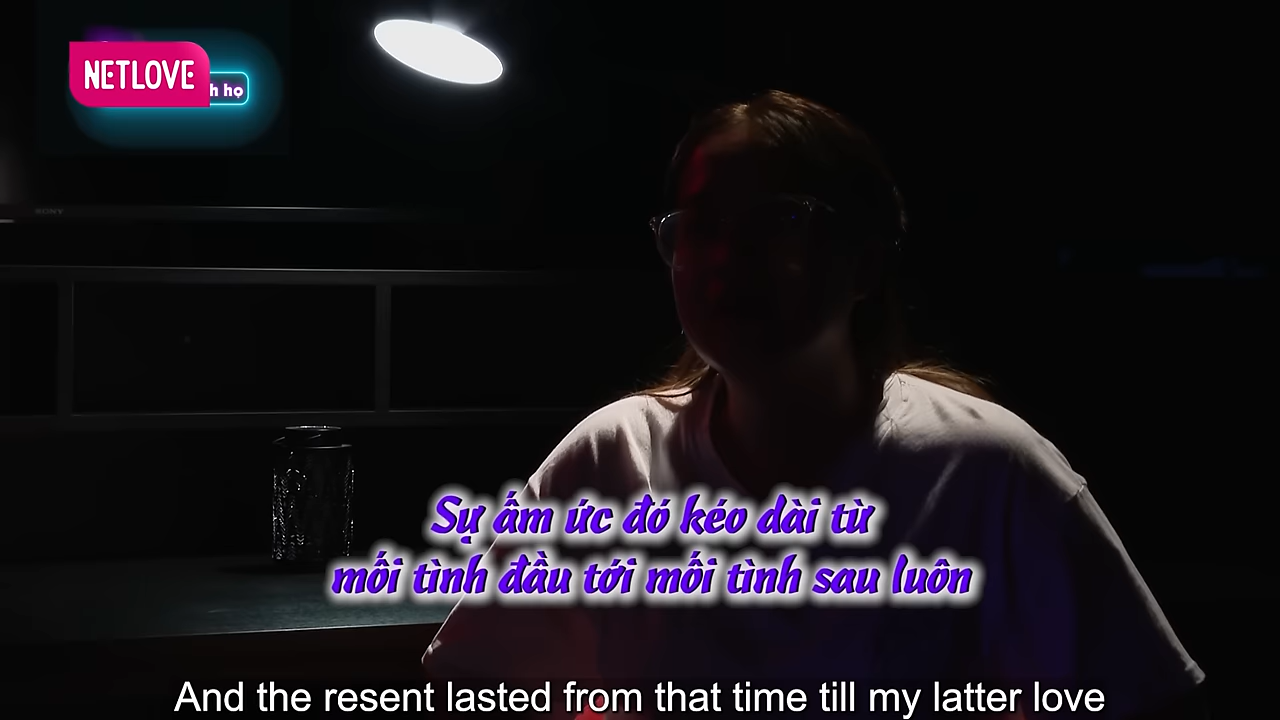 NETLOVE
h họ
SONY
Sự ấm ức đó kéo dài từ
mối tình đầu tới mối tình sau luôn
And the resent lasted from that time till my latter love